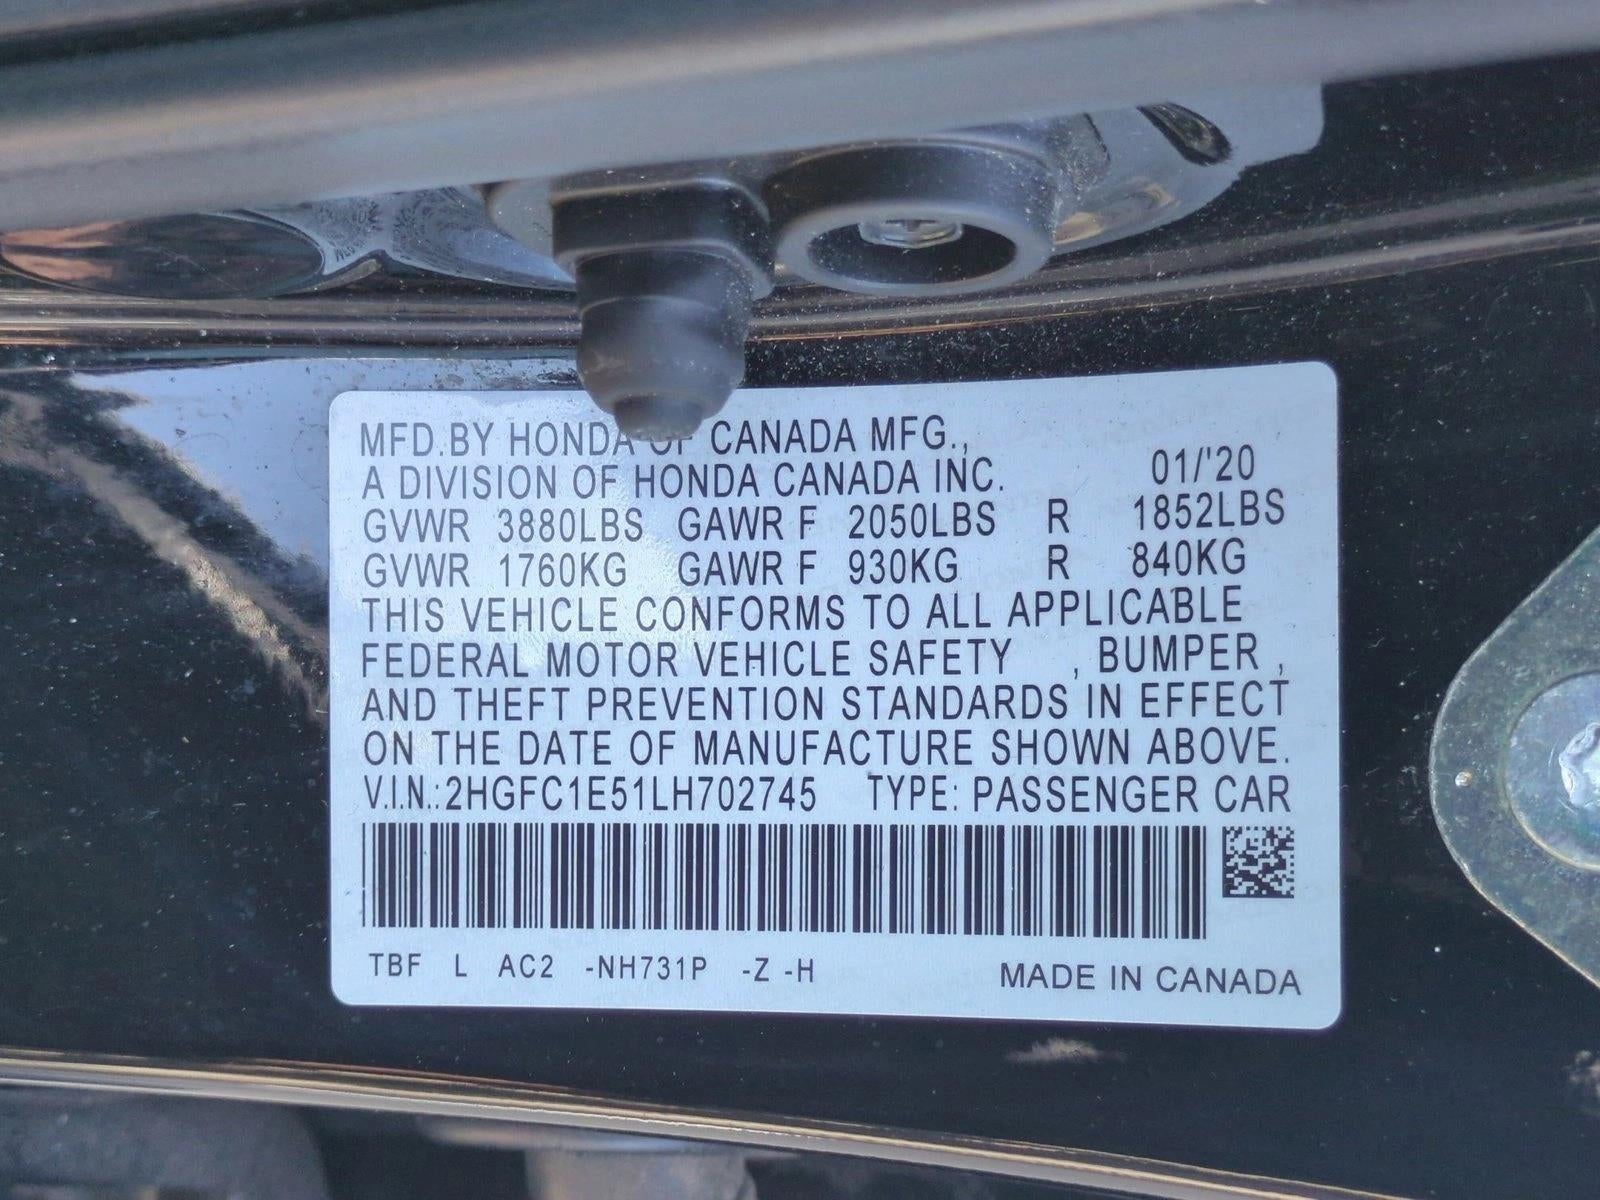 MFD.BY HONDA OF CANADA MFG.,
A DIVISION OF HONDA CANADA INC. 01/'20
GVWR 3880LBS GAWR F 2050LBS R 1852LBS
GVWR 1760KG GAWR F 930KG R 840KG
THIS VEHICLE CONFORMS TO ALL APPLICABLE
FEDERAL MOTOR VEHICLE SAFETY , BUMPER ,
AND THEFT PREVENTION STANDARDS IN EFFECT
ON THE DATE OF MANUFACTURE SHOWN ABOVE.
V.I.N.: 2HGFC1E51LH702745 TYPE: PASSENGER CAR
TBF L AC2 -NH731P -Z -H MADE IN CANADA